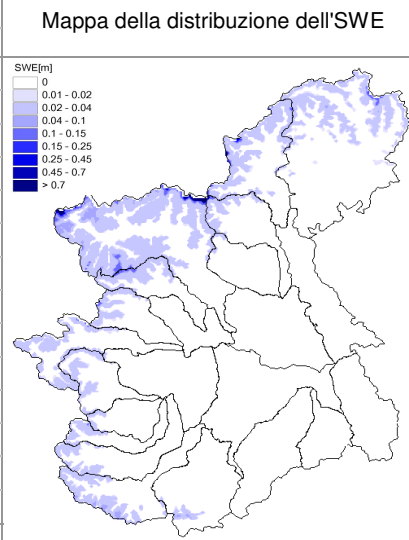 Mappa della distribuzione dell'SWE
SWE[m]
0
0.01 - 0.02
0.02 - 0.04
0.04 - 0.1
0.1 - 0.15
0.15 - 0.25
0.25 - 0.45
0.45 - 0.7
> 0.7